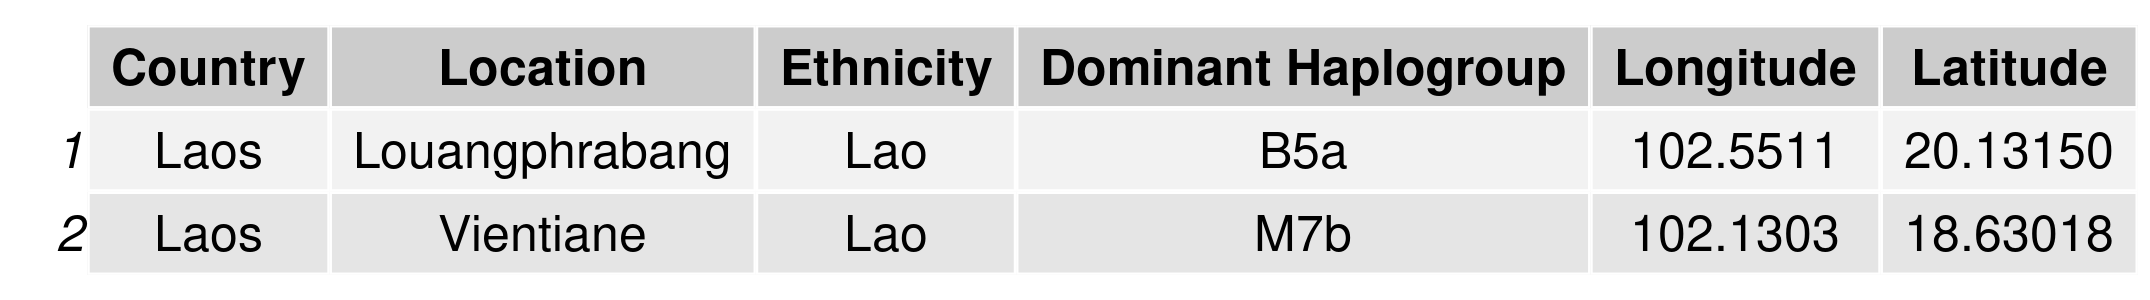 Country Location Ethnicity Dominant Haplogroup Longitude Latitude
1 Laos Louangphrabang Lao B5a 102.5511 20.13150
2 Laos Vientiane Lao M7b 102.1303 18.63018